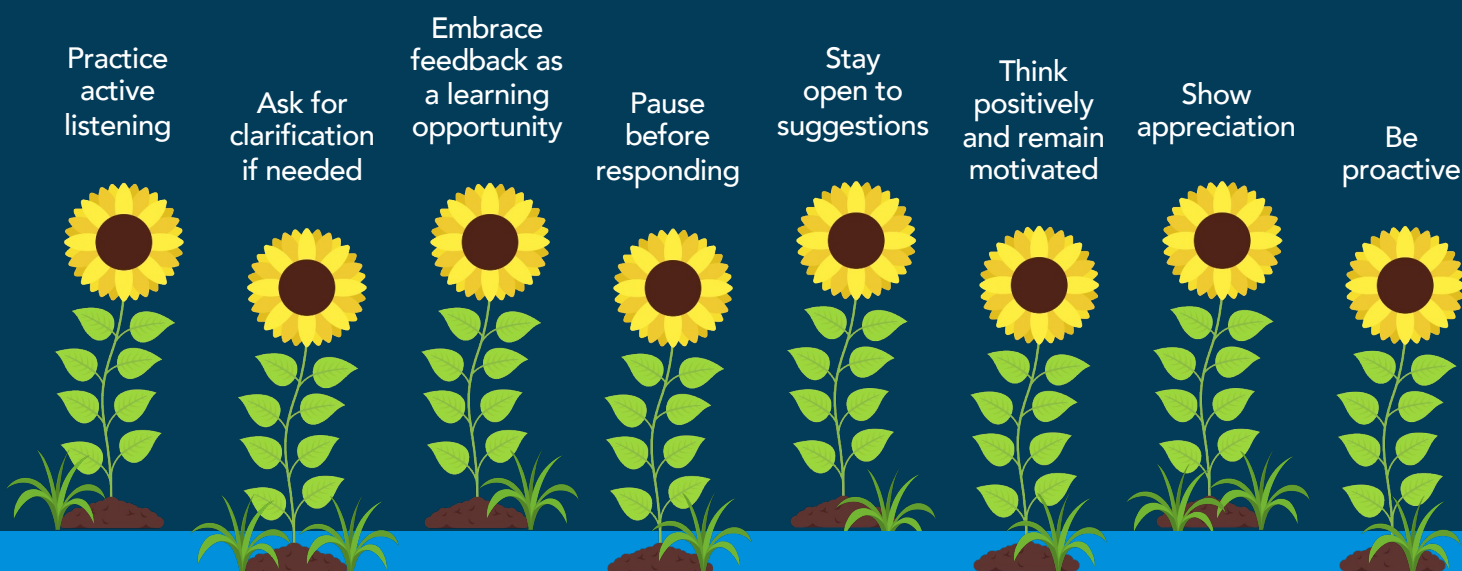 Practice
active
listening
Ask for
clarification
if needed
Embrace
feedback as
a learning
opportunity
Pause
before
responding
Stay
open to
suggestions
Think
positively
and remain
motivated
Show
appreciation
Be
proactive